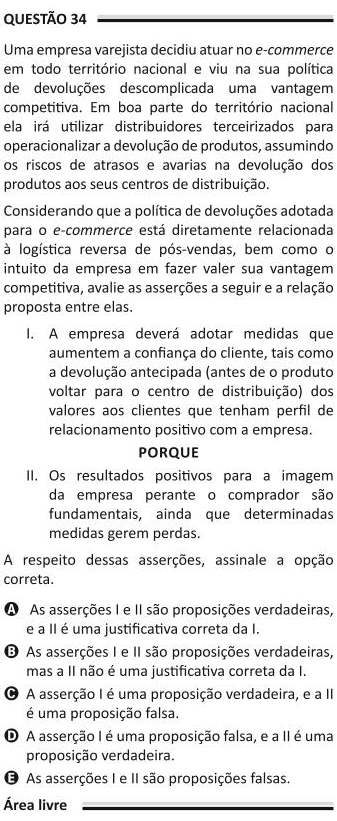 QUESTÃO 34
Uma empresa varejista decidiu atuar no e-commerce
em todo território nacional e viu na sua política
de devoluções descomplicada uma vantagem
competitiva. Em boa parte do território nacional
ela irá utilizar distribuidores terceirizados para
operacionalizar a devolução de produtos, assumindo
os riscos de atrasos e avarias na devolução dos
produtos aos seus centros de distribuição.
Considerando que a política de devoluções adotada
para o e-commerce está diretamente relacionada
à logística reversa de pós-vendas, bem como o
intuito da empresa em fazer valer sua vantagem
competitiva, avalie as asserções a seguir e a relação
proposta entre elas.
I. A empresa deverá adotar medidas que
aumentem a confiança do cliente, tais como
a devolução antecipada (antes de o produto
voltar para o centro de distribuição) dos
valores aos clientes que tenham perfil de
relacionamento positivo com a empresa.
PORQUE
II. Os resultados positivos para a imagem
da empresa perante o comprador são
fundamentais, ainda que determinadas
medidas gerem perdas.
A respeito dessas asserções, assinale a opção
correta.
A As asserções I e II são proposições verdadeiras,
e a II é uma justificativa correta da I.
B As asserções I e II são proposições verdadeiras,
mas a II não é uma justificativa correta da I.
C A asserção I é uma proposição verdadeira, e a II
é uma proposição falsa.
D A asserção I é uma proposição falsa, e a II é uma
proposição verdadeira.
E As asserções I e II são proposições falsas.
Área livre